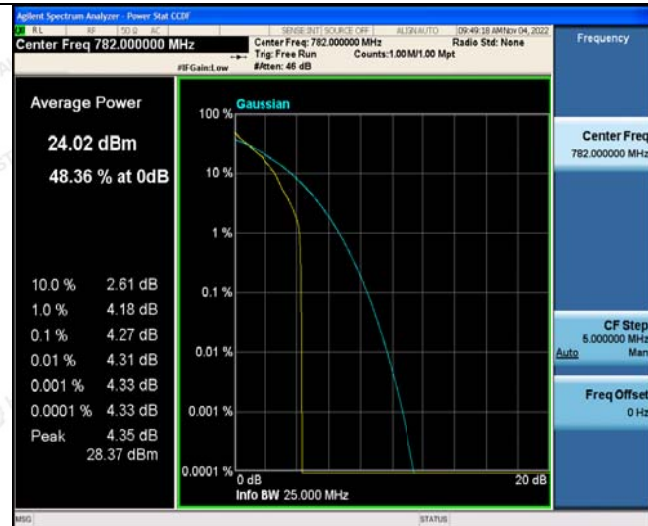 Agilent Spectrum Analyzer - Power Stat CCDF
RL RF 50 Ω AC SENSE:INT SOURCE OFF ALIGN AUTO 09:49:18 AM Nov 04, 2022
Center Freq 782.000000 MHz
Center Freq: 782.000000 MHz Radio Std: None
Trig: Free Run Counts:1.00 M/1.00 Mpt
#IFGain:Low #Atten: 46 dB
Frequency
Average Power
24.02 dBm
48.36 % at 0dB
10.0 % 2.61 dB
1.0 % 4.18 dB
0.1 % 4.27 dB
0.01 % 4.31 dB
0.001 % 4.33 dB
0.0001 % 4.33 dB
Peak 4.35 dB
28.37 dBm
Gaussian
100 %
10 %
1 %
0.1 %
0.01 %
0.001 %
0.0001 %
0 dB 20 dB
Info BW 25.000 MHz
Center Freq
782.000000 MHz
CF Step
5.000000 MHz
Auto Man
Freq Offset
0 Hz
MSG STATUS